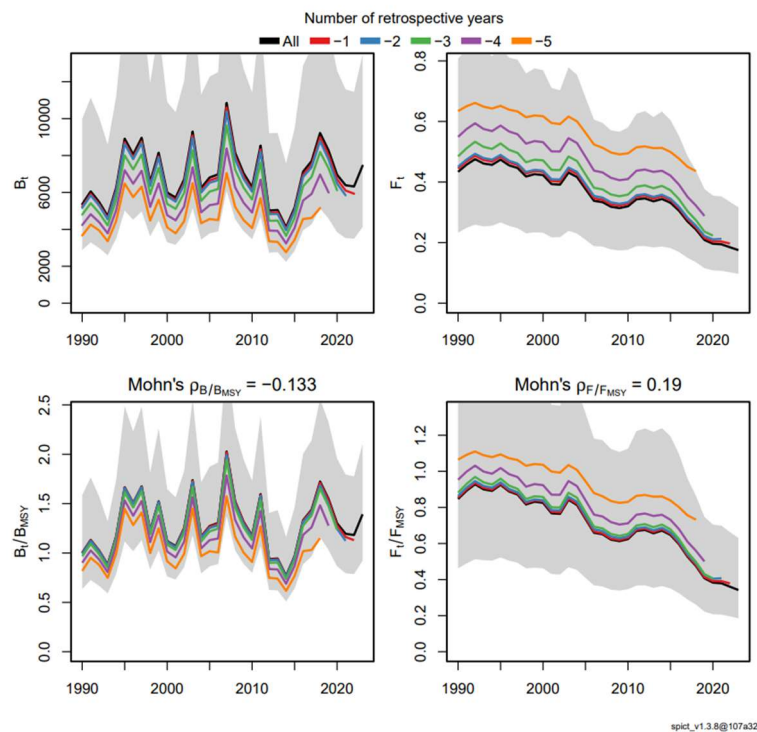 Number of retrospective years
All −1 −2 −3 −4 −5
Bt
0 2000 6000 10000
1990 2000 2010 2020
Ft
0.0 0.2 0.4 0.6 0.8
1990 2000 2010 2020
Mohn's ρB/BMSY = −0.133
Bt/BMSY
0.0 0.5 1.0 1.5 2.0 2.5
1990 2000 2010 2020
Mohn's ρF/FMSY = 0.19
Ft/FMSY
0.0 0.2 0.4 0.6 0.8 1.0 1.2
1990 2000 2010 2020
spict_v1.3.8@107a32